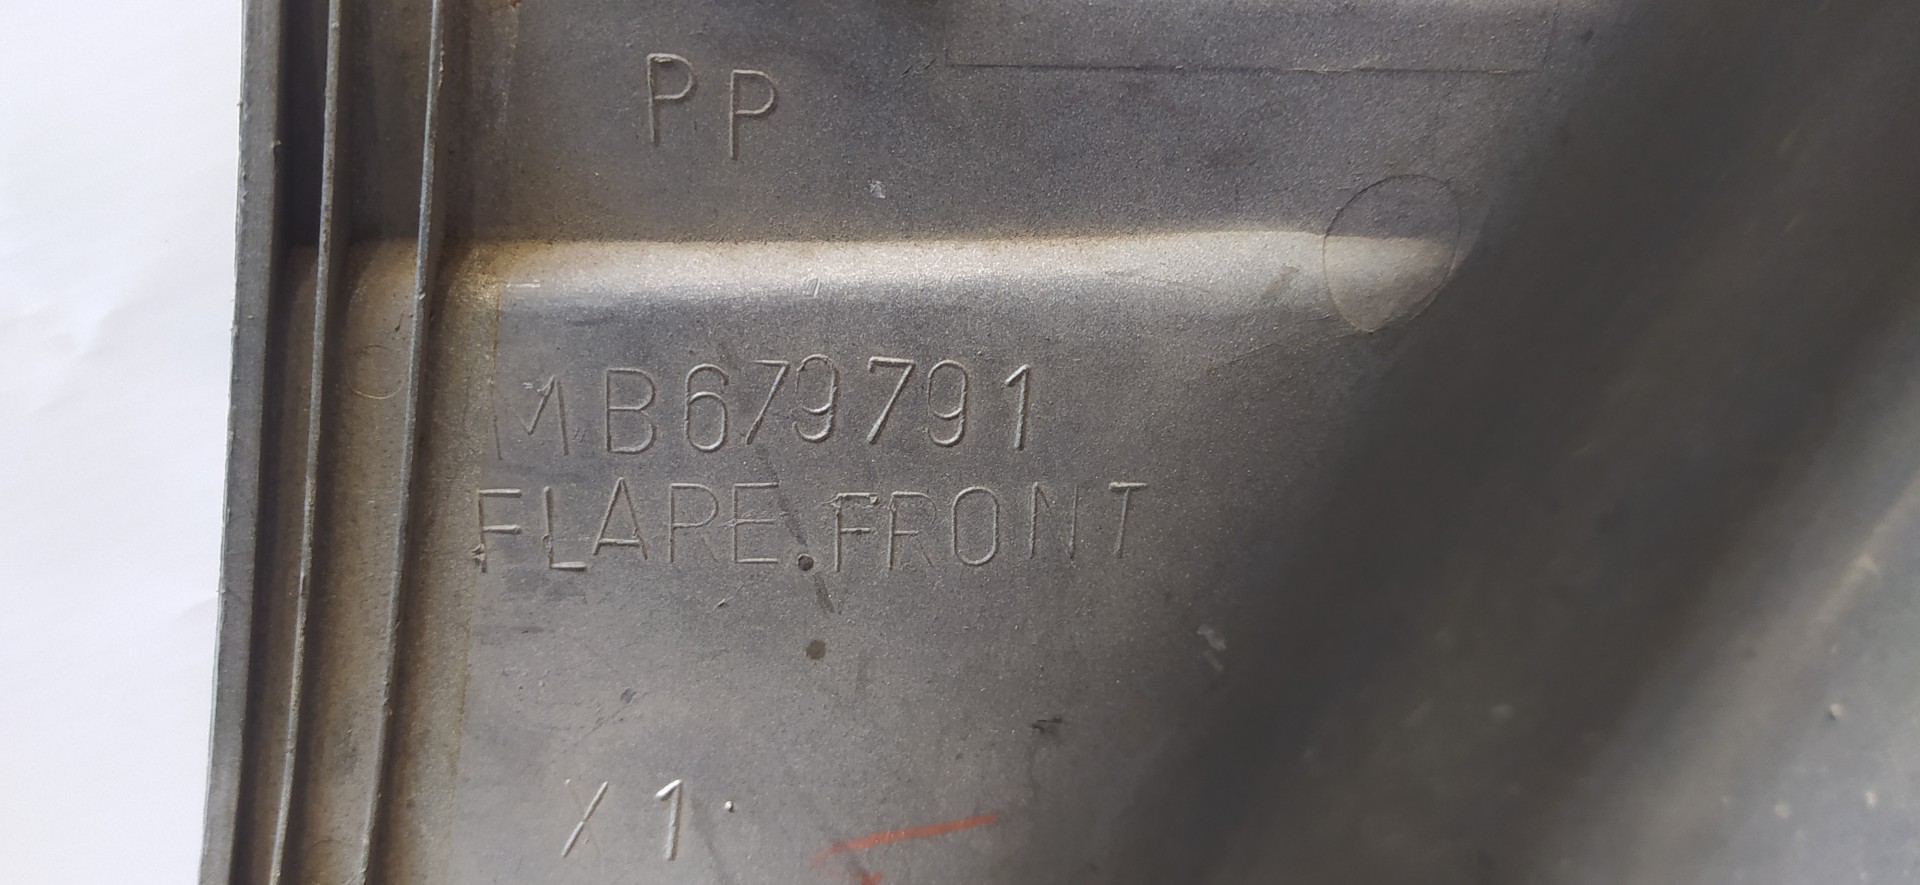 PP
MB679791
FLARE.FRONT
X1.